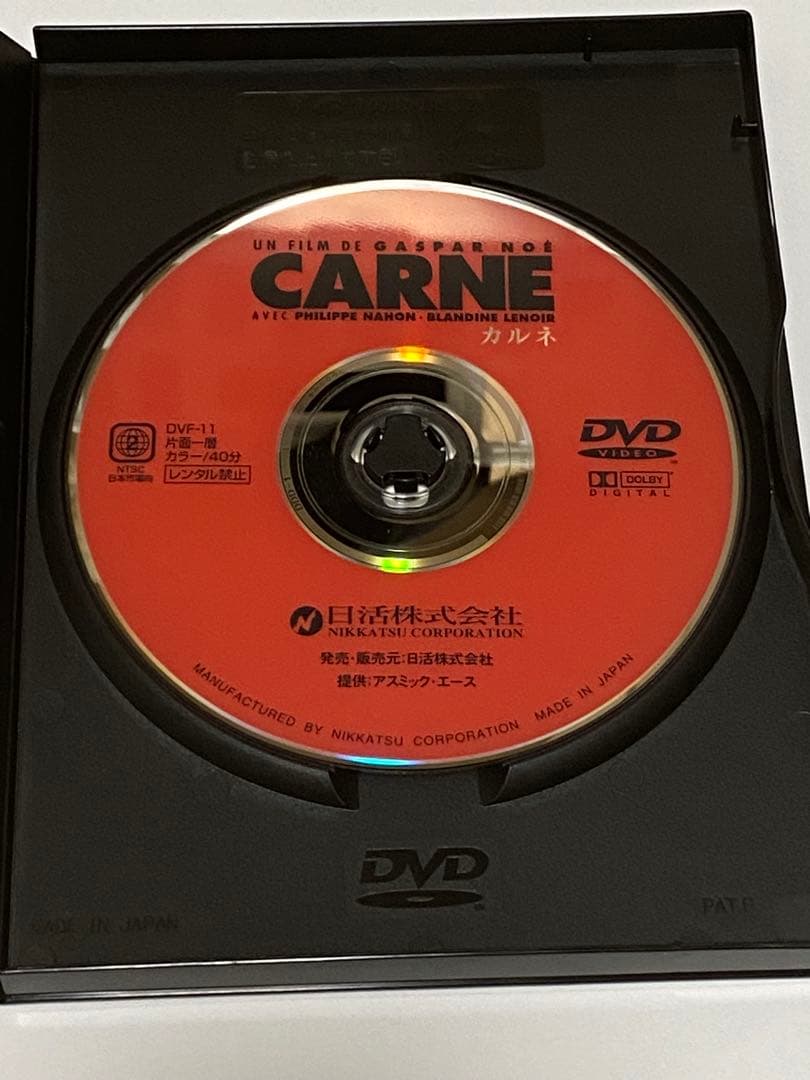 UN FILM DE GASPAR NOÉ
CARNE
AVEC PHILIPPE NAHON · BLANDINE LENOIR
カルネ
2
NTSC
日本市場向
DVF-11
片面一層
カラー/40分
レンタル禁止
DVD
VIDEO
DOLBY
DIGITAL
N 日活株式会社
NIKKATSU CORPORATION
発売・販売元:日活株式会社
提供:アスミック・エース
MANUFACTURED BY NIKKATSU CORPORATION MADE IN JAPAN
DVD
MADE IN JAPAN
PAT.P